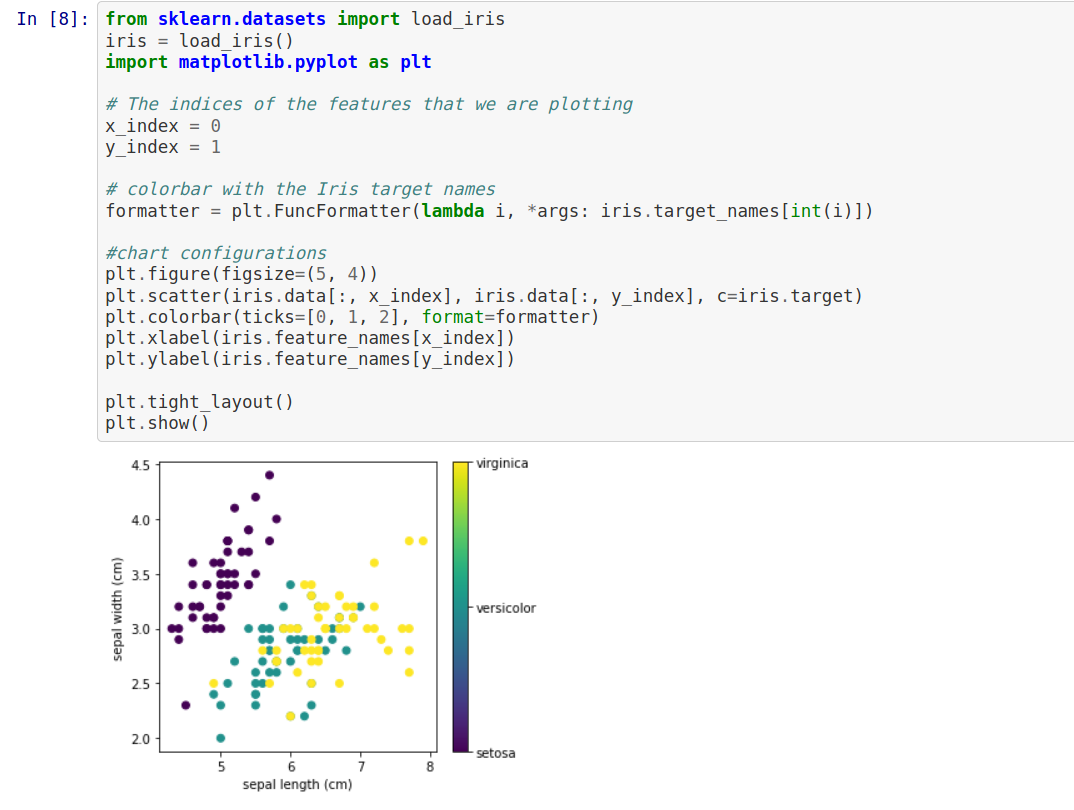 In [8]: from sklearn.datasets import load_iris
iris = load_iris()
import matplotlib.pyplot as plt
# The indices of the features that we are plotting
x_index = 0
y_index = 1
# colorbar with the Iris target names
formatter = plt.FuncFormatter(lambda i, *args: iris.target_names[int(i)])
#chart configurations
plt.figure(figsize=(5, 4))
plt.scatter(iris.data[:, x_index], iris.data[:, y_index], c=iris.target)
plt.colorbar(ticks=[0, 1, 2], format=formatter)
plt.xlabel(iris.feature_names[x_index])
plt.ylabel(iris.feature_names[y_index])
plt.tight_layout()
plt.show()
4.5
4.0
3.5
3.0
2.5
2.0
sepal width (cm)
5 6 7 8
sepal length (cm)
virginica
versicolor
setosa